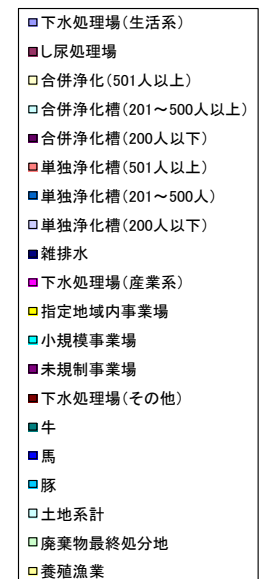 下水処理場(生活系)
し尿処理場
合併浄化(501人以上)
合併浄化槽(201～500人以上)
合併浄化槽(200人以下)
単独浄化槽(501人以上)
単独浄化槽(201～500人)
単独浄化槽(200人以下)
雑排水
下水処理場(産業系)
指定地域内事業場
小規模事業場
未規制事業場
下水処理場(その他)
牛
馬
豚
土地系計
廃棄物最終処分地
養殖漁業